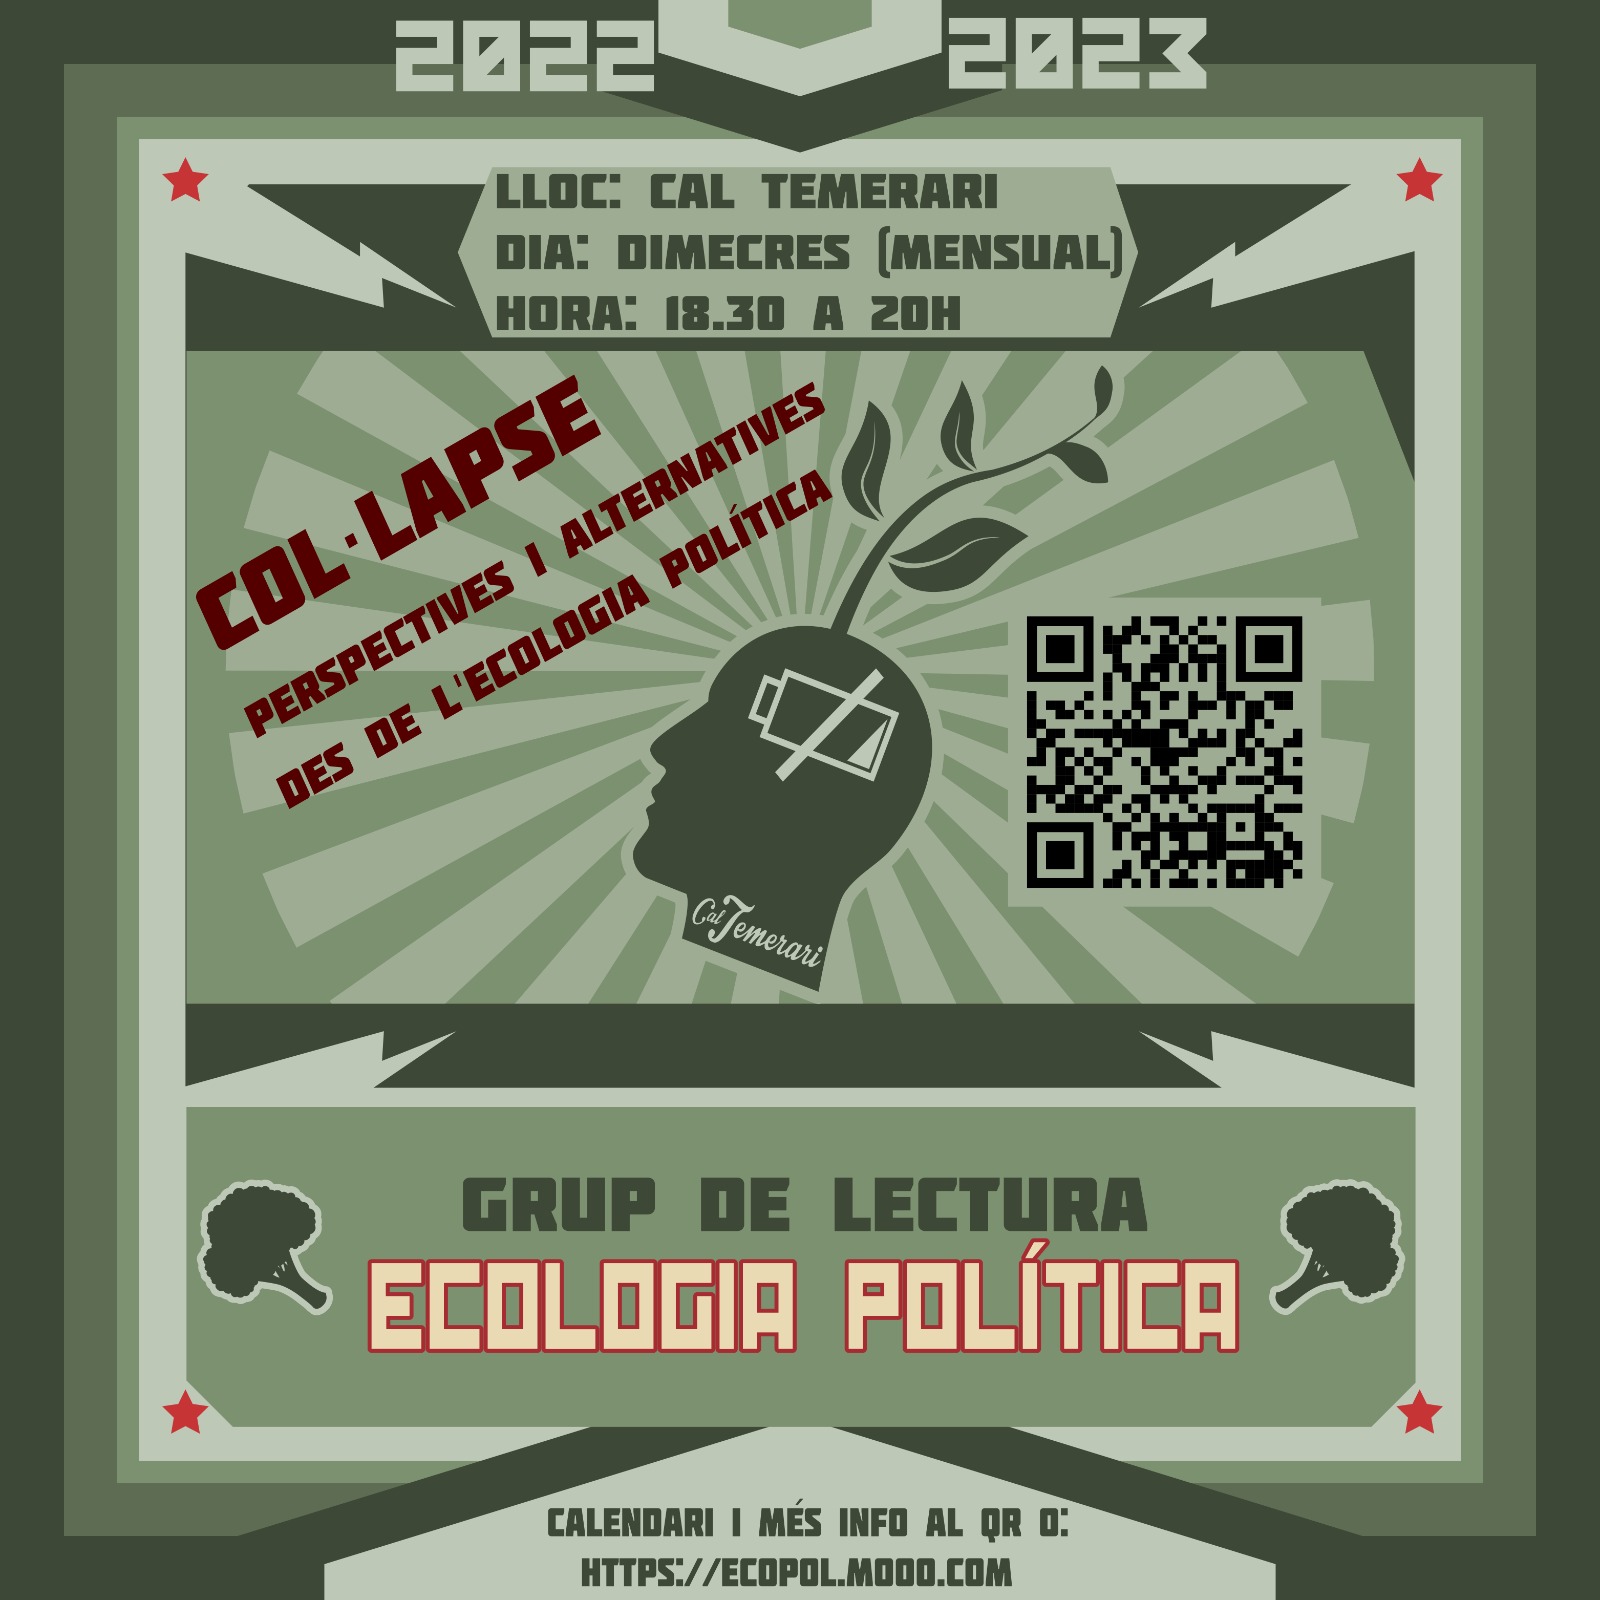 2022 2023
LLOC: CAL TEMERARI
DIA: DIMECRES (MENSUAL)
HORA: 18.30 A 20H
COL·LAPSE
PERSPECTIVES I ALTERNATIVES
DES DE L'ECOLOGIA POLÍTICA
Cal Temerari
GRUP DE LECTURA
ECOLOGIA POLÍTICA
CALENDARI I MÉS INFO AL QR O:
HTTPS://ECOPOL.MOOO.COM